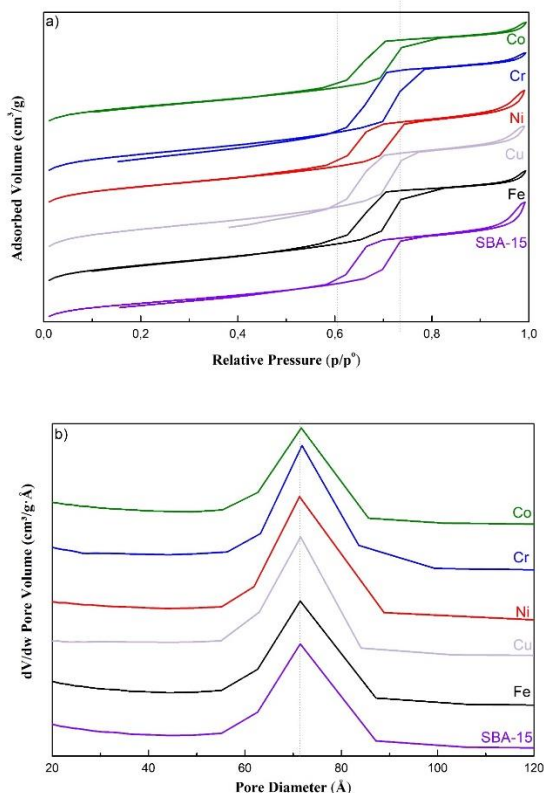 a)
Co
Cr
Ni
Cu
Fe
SBA-15
Adsorbed Volume (cm³/g)
0,0 0,2 0,4 0,6 0,8 1,0
Relative Pressure (p/p°)
b)
Co
Cr
Ni
Cu
Fe
SBA-15
dV/dw Pore Volume (cm³/g·Å)
20 40 60 80 100 120
Pore Diameter (Å)